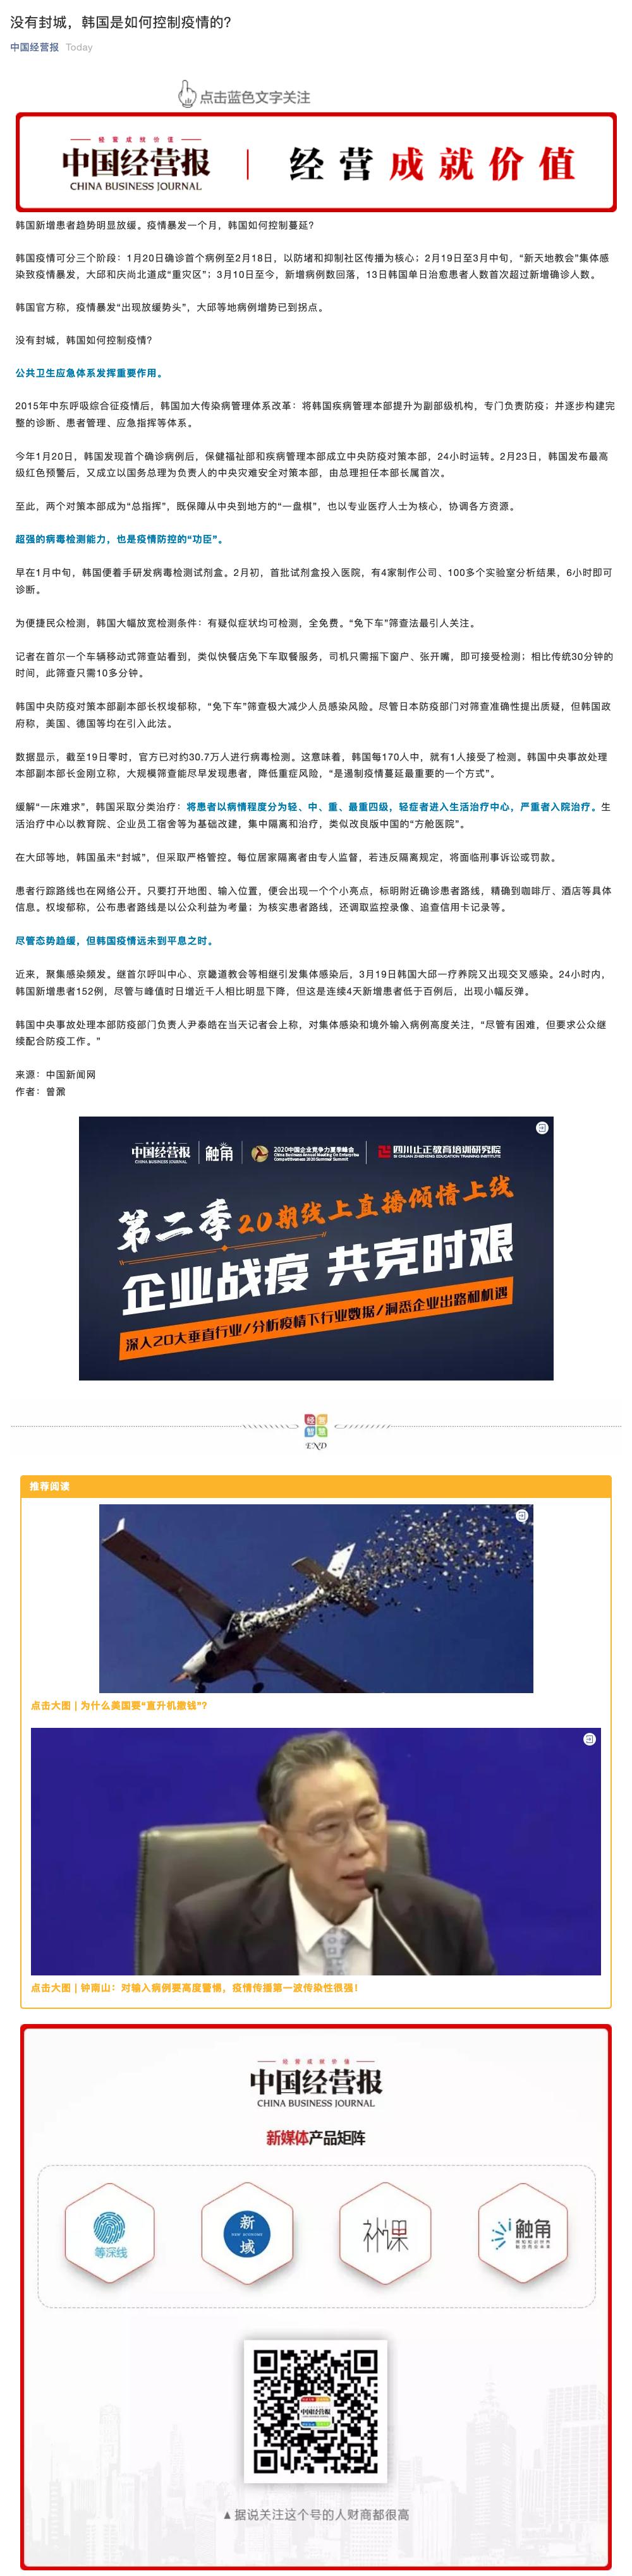 没有封城，韩国是如何控制疫情的?
中国经营报 Today
点击蓝色文字关注
经营成就价值
中国经营报
CHINA BUSINESS JOURNAL
经营成就价值
韩国新增患者趋势明显放缓。疫情暴发一个月，韩国如何控制蔓延?
韩国疫情可分三个阶段：1月20日确诊首个病例至2月18日，以防堵和抑制社区传播为核心；2月19日至3月中旬，“新天地教会”集体感
染致疫情暴发，大邱和庆尚北道成“重灾区”；3月10日至今，新增病例数回落，13日韩国单日治愈患者人数首次超过新增确诊人数。
韩国官方称，疫情暴发“出现放缓势头”，大邱等地病例增势已到拐点。
没有封城，韩国如何控制疫情?
公共卫生应急体系发挥重要作用。
2015年中东呼吸综合征疫情后，韩国加大传染病管理体系改革：将韩国疾病管理本部提升为副部级机构，专门负责防疫；并逐步构建完
整的诊断、患者管理、应急指挥等体系。
今年1月20日，韩国发现首个确诊病例后，保健福祉部和疾病管理本部成立中央防疫对策本部，24小时运转。2月23日，韩国发布最高
级红色预警后，又成立以国务总理为负责人的中央灾难安全对策本部，由总理担任本部长属首次。
至此，两个对策本部成为“总指挥”，既保障从中央到地方的“一盘棋”，也以专业医疗人士为核心，协调各方资源。
超强的病毒检测能力，也是疫情防控的“功臣”。
早在1月中旬，韩国便着手研发病毒检测试剂盒。2月初，首批试剂盒投入医院，有4家制作公司、100多个实验室分析结果，6小时即可
诊断。
为便捷民众检测，韩国大幅放宽检测条件：有疑似症状均可检测，全免费。“免下车”筛查法最引人关注。
记者在首尔一个车辆移动式筛查站看到，类似快餐店免下车取餐服务，司机只需摇下窗户、张开嘴，即可接受检测；相比传统30分钟的
时间，此筛查只需10多分钟。
韩国中央防疫对策本部副本部长权埈郁称，“免下车”筛查极大减少人员感染风险。尽管日本防疫部门对筛查准确性提出质疑，但韩国政
府称，美国、德国等均在引入此法。
数据显示，截至19日零时，官方已对约30.7万人进行病毒检测。这意味着，韩国每170人中，就有1人接受了检测。韩国中央事故处理
本部副本部长金刚立称，大规模筛查能尽早发现患者，降低重症风险，“是遏制疫情蔓延最重要的一个方式”。
缓解“一床难求”，韩国采取分类治疗：将患者以病情程度分为轻、中、重、最重四级，轻症者进入生活治疗中心，严重者入院治疗。生
活治疗中心以教育院、企业员工宿舍等为基础改建，集中隔离和治疗，类似改良版中国的“方舱医院”。
在大邱等地，韩国虽未“封城”，但采取严格管控。每位居家隔离者由专人监督，若违反隔离规定，将面临刑事诉讼或罚款。
患者行踪路线也在网络公开。只要打开地图、输入位置，便会出现一个个小亮点，标明附近确诊患者路线，精确到咖啡厅、酒店等具体
信息。权埈郁称，公布患者路线是以公众利益为考量；为核实患者路线，还调取监控录像、追查信用卡记录等。
尽管态势趋缓，但韩国疫情远未到平息之时。
近来，聚集感染频发。继首尔呼叫中心、京畿道教会等相继引发集体感染后，3月19日韩国大邱一疗养院又出现交叉感染。24小时内，
韩国新增患者152例，尽管与峰值时日增近千人相比明显下降，但这是连续4天新增患者低于百例后，出现小幅反弹。
韩国中央事故处理本部防疫部门负责人尹泰皓在当天记者会上称，对集体感染和境外输入病例高度关注，“尽管有困难，但要求公众继
续配合防疫工作。”
来源：中国新闻网
作者：曾鼐
中国经营报
CHINA BUSINESS JOURNAL
触角
2020中国企业竞争力夏季峰会
四川止正教育培训研究院
第二季20期线上直播倾情上线
企业战疫 共克时艰
深入20大垂直行业/分析疫情下行业数据/洞悉企业出路和机遇
经营智慧
END
推荐阅读
点击大图 | 为什么美国要“直升机撒钱”?
点击大图 | 钟南山：对输入病例要高度警惕，疫情传播第一波传染性很强!
经营成就价值
中国经营报
CHINA BUSINESS JOURNAL
新媒体产品矩阵
等深线
新域
补课
触角
中国经营报
▲据说关注这个号的人财商都很高